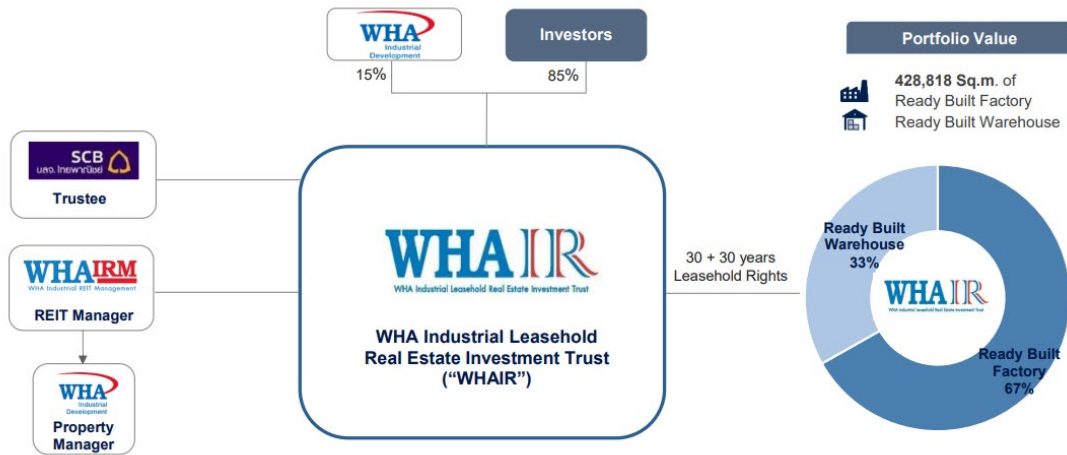 WHA
Industrial
Development
Investors
15%
85%
Portfolio Value
428,818 Sq.m. of
Ready Built Factory
Ready Built Warehouse
SCB
บลจ. ไทยพาณิชย์
Trustee
WHAIRM
WHA Industrial REIT Management
REIT Manager
WHA
Industrial
Development
Property
Manager
WHAIR
WHA Industrial Leasehold Real Estate Investment Trust
WHA Industrial Leasehold
Real Estate Investment Trust
(“WHAIR”)
30 + 30 years
Leasehold Rights
Ready Built
Warehouse
33%
WHAIR
WHA Industrial Leasehold Real Estate Investment Trust
Ready Built
Factory
67%